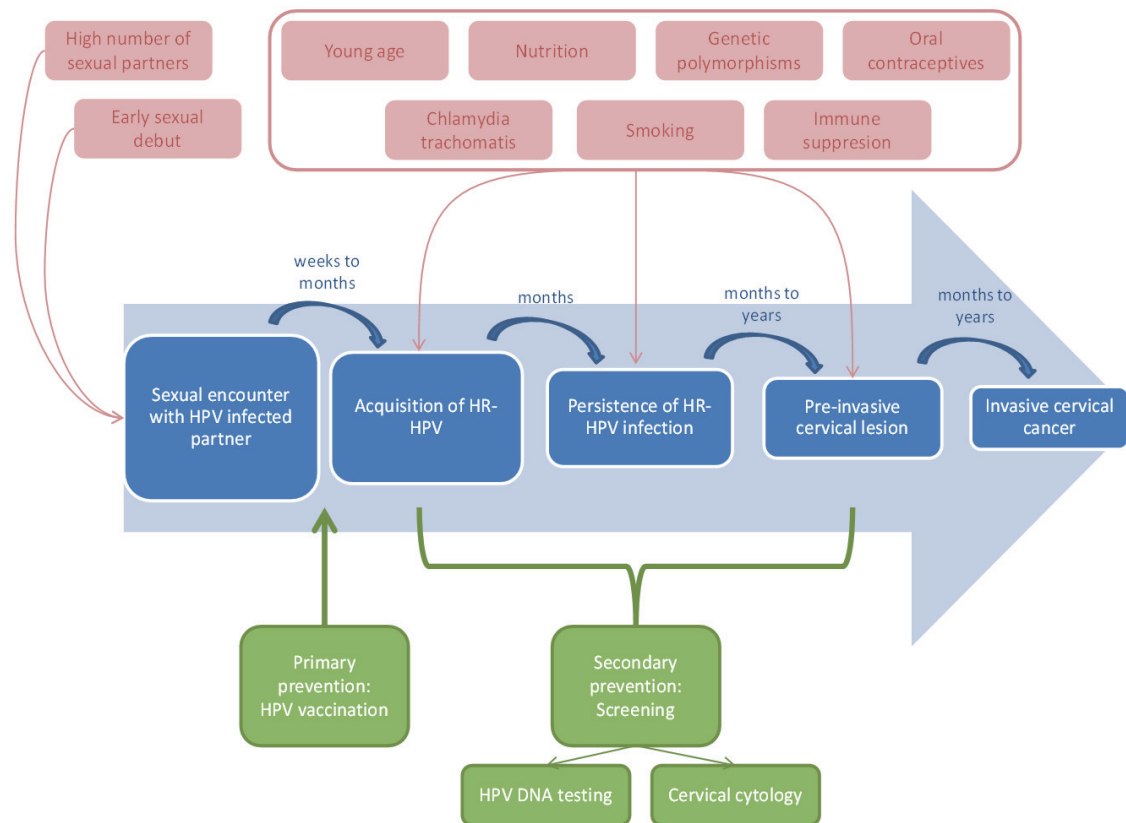 High number of
sexual partners
Early sexual
debut
Young age
Nutrition
Genetic
polymorphisms
Oral
contraceptives
Chlamydia
trachomatis
Smoking
Immune
suppresion
weeks to
months
months
months to
years
months to
years
Sexual encounter
with HPV infected
partner
Acquisition of HR-
HPV
Persistence of HR-
HPV infection
Pre-invasive
cervical lesion
Invasive cervical
cancer
Primary
prevention:
HPV vaccination
Secondary
prevention:
Screening
HPV DNA testing
Cervical cytology